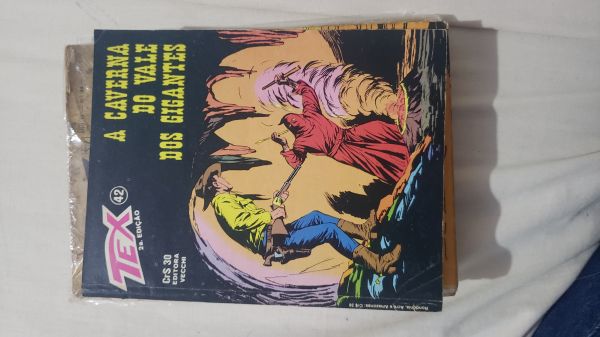 A CAVERNA
DO VALE
DOS GIGANTES
TEX
42
2a. EDIÇÃO
Cr$ 30
EDITORA
VECCHI